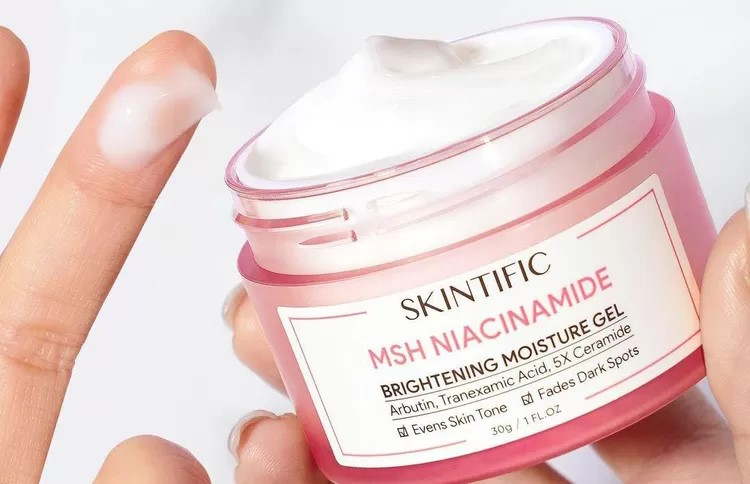 SKINTIFIC
MSH NIACINAMIDE
BRIGHTENING MOISTURE GEL
Arbutin, Tranexamic Acid, 5X Ceramide
☑ Evens Skin Tone ☑ Fades Dark Spots
30g / 1 FL.OZ